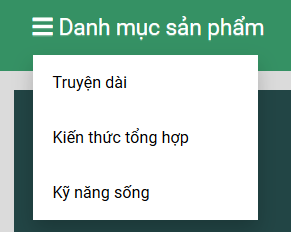 Danh mục sản phẩm
Truyện dài
Kiến thức tổng hợp
Kỹ năng sống